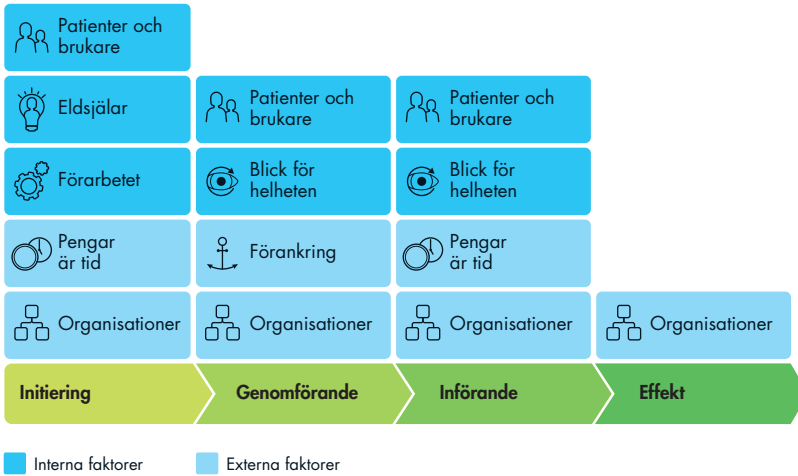 Patienter och
brukare
Eldsjälar
Patienter och
brukare
Patienter och
brukare
Förarbetet
Blick för
helheten
Blick för
helheten
Pengar
är tid
Förankring
Pengar
är tid
Organisationer
Organisationer
Organisationer
Organisationer
Initiering
Genomförande
Införande
Effekt
Interna faktorer
Externa faktorer